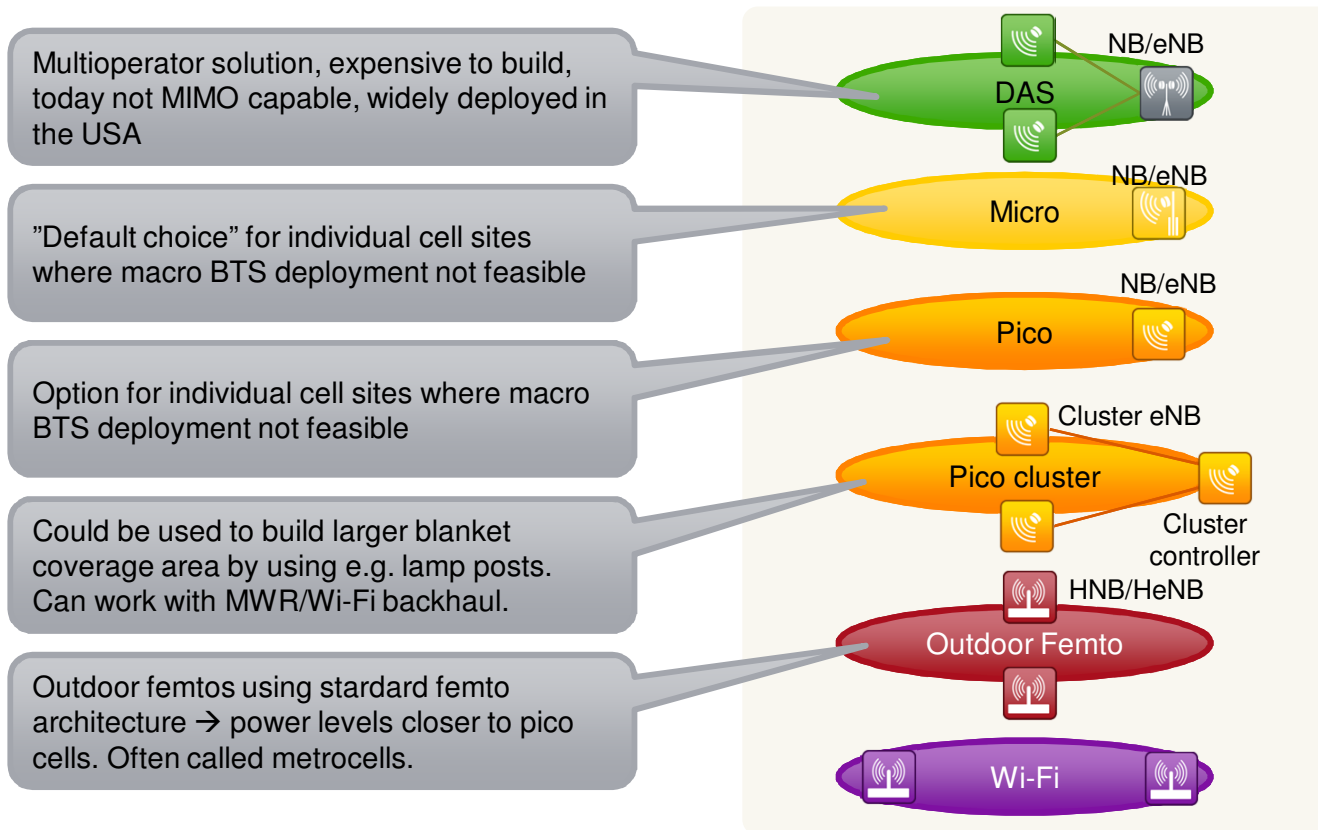 Multioperator solution, expensive to build,
today not MIMO capable, widely deployed in
the USA
NB/eNB
DAS
”Default choice” for individual cell sites
where macro BTS deployment not feasible
NB/eNB
Micro
Option for individual cell sites where macro
BTS deployment not feasible
NB/eNB
Pico
Could be used to build larger blanket
coverage area by using e.g. lamp posts.
Can work with MWR/Wi-Fi backhaul.
Cluster eNB
Pico cluster
Cluster
controller
Outdoor femtos using stardard femto
architecture → power levels closer to pico
cells. Often called metrocells.
HNB/HeNB
Outdoor Femto
Wi-Fi